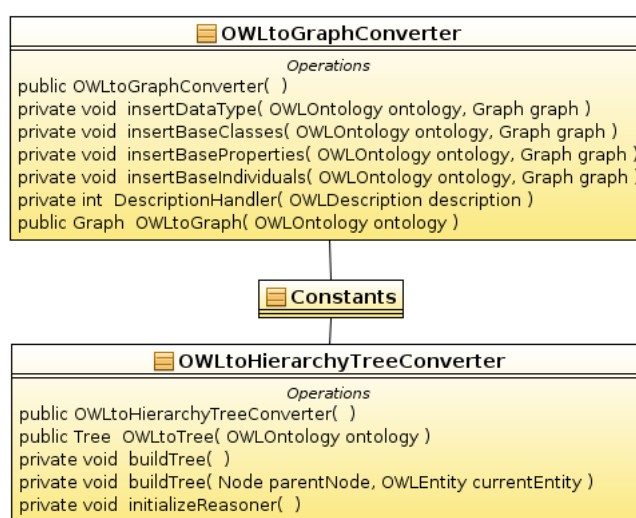 OWLtoGraphConverter
Operations
public OWLtoGraphConverter( )
private void insertDataType( OWLOntology ontology, Graph graph )
private void insertBaseClasses( OWLOntology ontology, Graph graph )
private void insertBaseProperties( OWLOntology ontology, Graph graph )
private void insertBaseIndividuals( OWLOntology ontology, Graph graph )
private int DescriptionHandler( OWLDescription description )
public Graph OWLtoGraph( OWLOntology ontology )
Constants
OWLtoHierarchyTreeConverter
Operations
public OWLtoHierarchyTreeConverter( )
public Tree OWLtoTree( OWLOntology ontology )
private void buildTree( )
private void buildTree( Node parentNode, OWLEntity currentEntity )
private void initializeReasoner( )